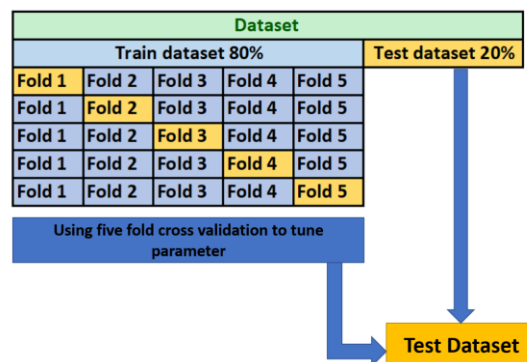 Dataset
Train dataset 80% Test dataset 20%
Fold 1 Fold 2 Fold 3 Fold 4 Fold 5
Fold 1 Fold 2 Fold 3 Fold 4 Fold 5
Fold 1 Fold 2 Fold 3 Fold 4 Fold 5
Fold 1 Fold 2 Fold 3 Fold 4 Fold 5
Fold 1 Fold 2 Fold 3 Fold 4 Fold 5
Using five fold cross validation to tune
parameter
Test Dataset